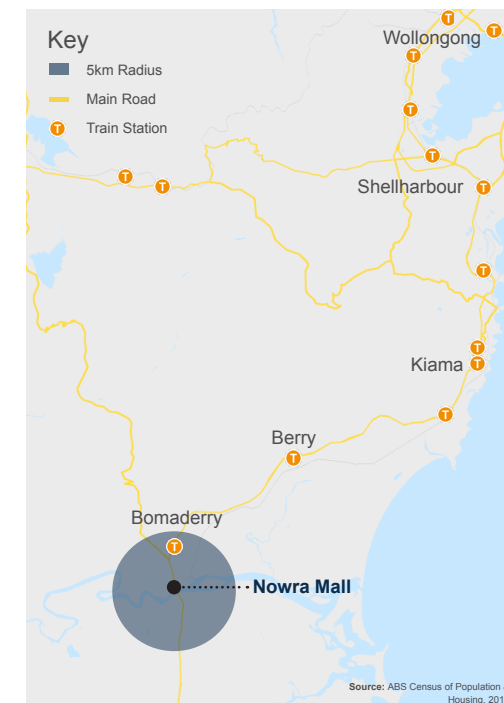 Key
5km Radius
Main Road
T Train Station
Wollongong
T
T
T
T
T
T
Shellharbour
T
T
T
T
Kiama
T
T
Berry
T
Bomaderry
T
Nowra Mall
Source: ABS Census of Population
Housing, 201